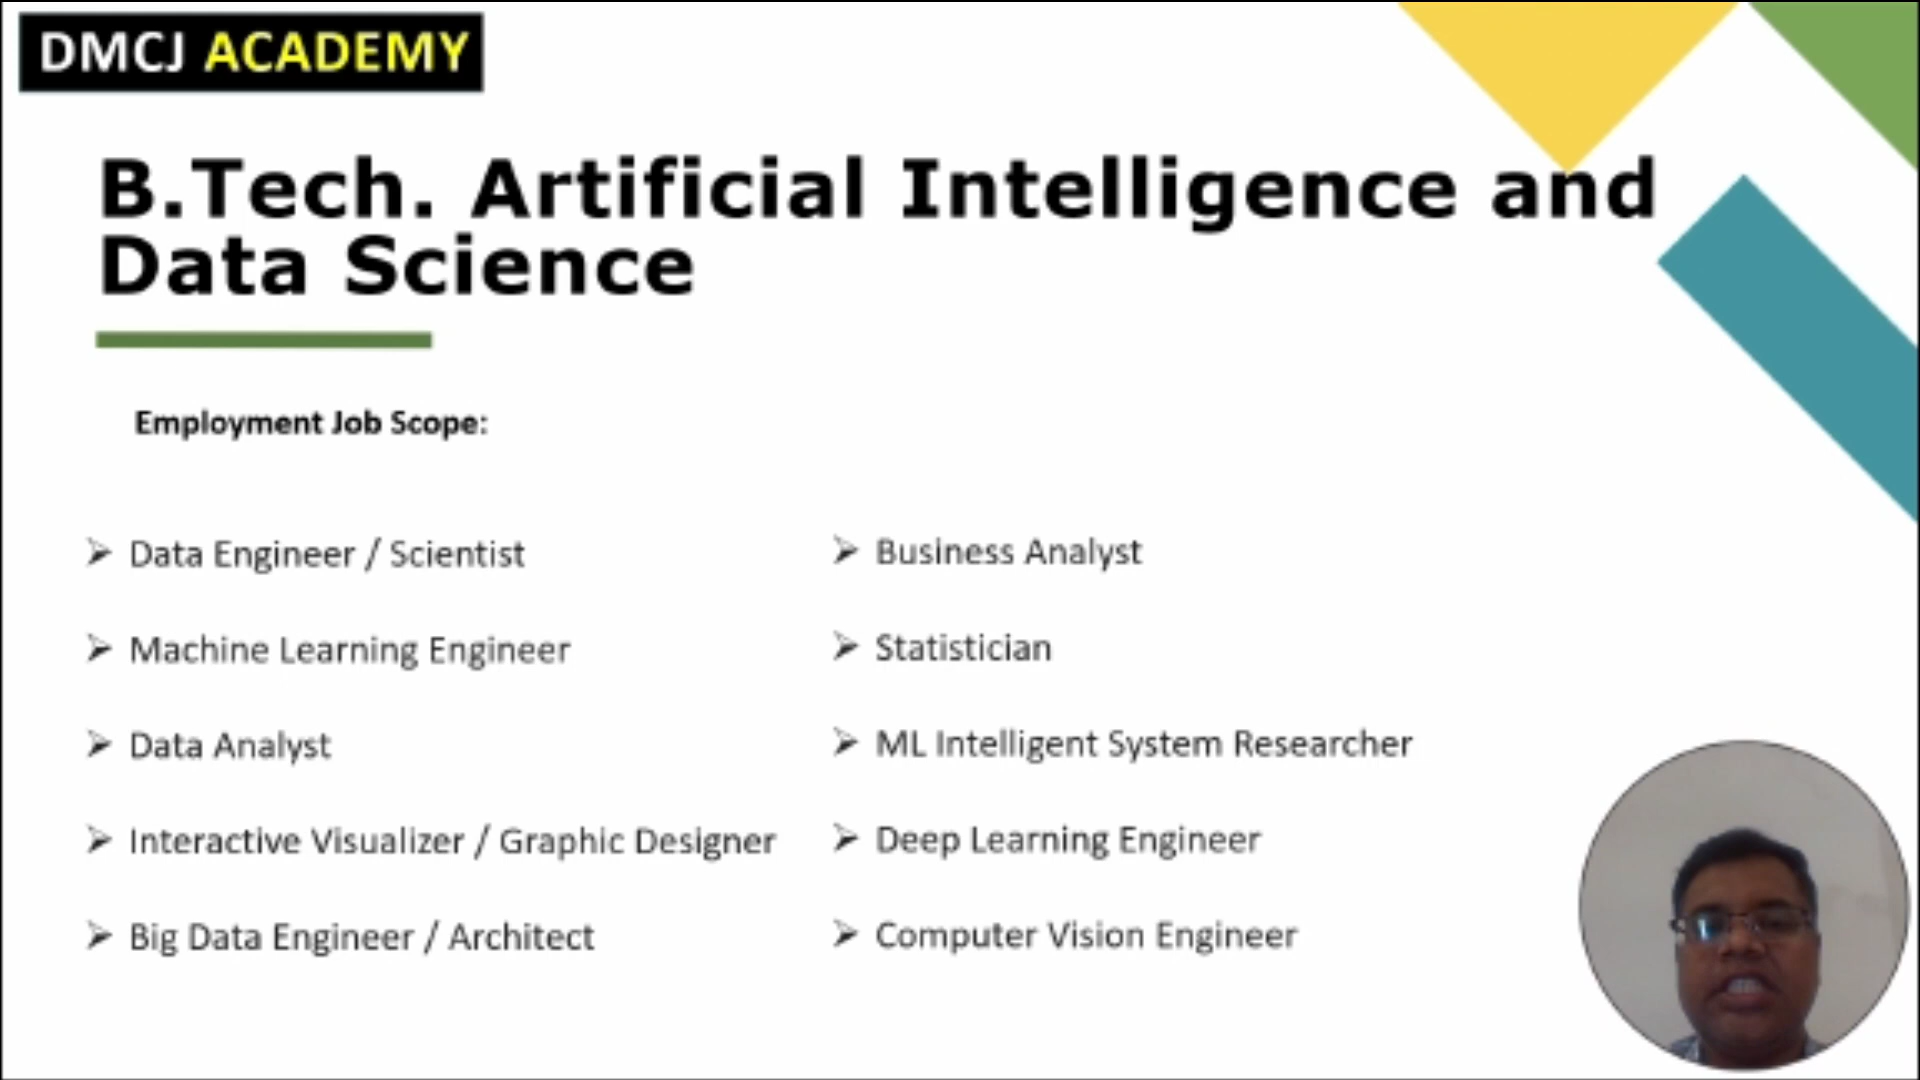 DMCJ ACADEMY
B.Tech. Artificial Intelligence and
Data Science
Employment Job Scope:
➢ Data Engineer / Scientist
➢ Machine Learning Engineer
➢ Data Analyst
➢ Interactive Visualizer / Graphic Designer
➢ Big Data Engineer / Architect
➢ Business Analyst
➢ Statistician
➢ ML Intelligent System Researcher
➢ Deep Learning Engineer
➢ Computer Vision Engineer